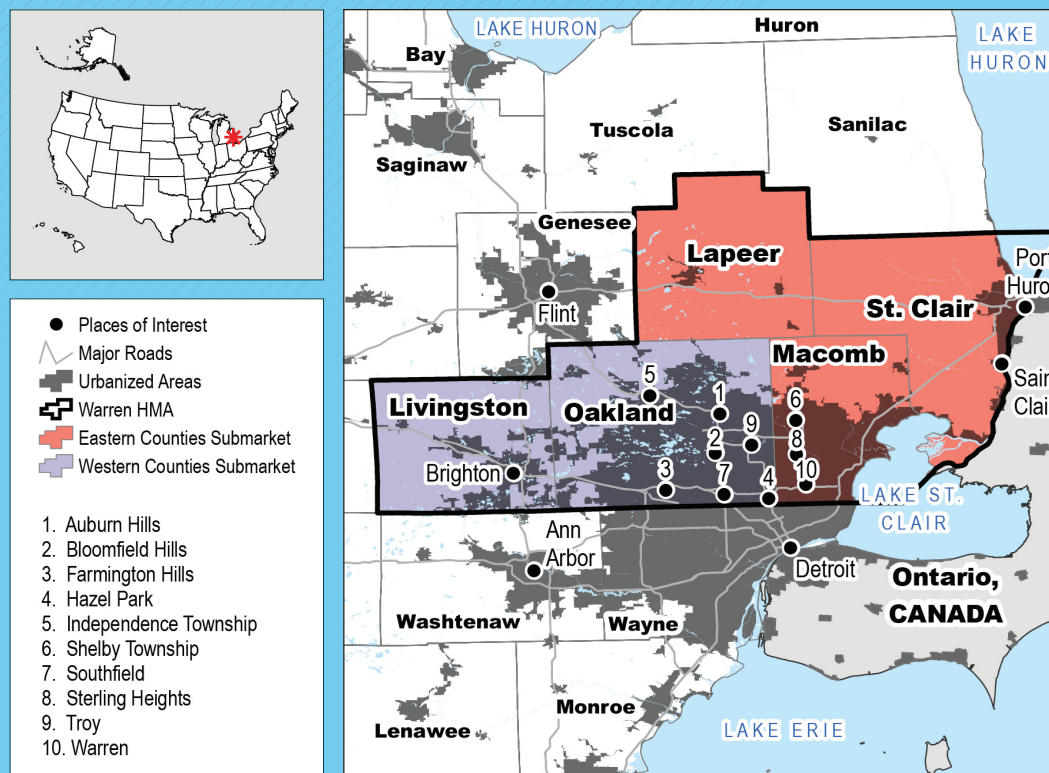 Places of Interest
Major Roads
Urbanized Areas
Warren HMA
Eastern Counties Submarket
Western Counties Submarket
1. Auburn Hills
2. Bloomfield Hills
3. Farmington Hills
4. Hazel Park
5. Independence Township
6. Shelby Township
7. Southfield
8. Sterling Heights
9. Troy
10. Warren
LAKE HURON
Huron
LAKE
HURON
Bay
Tuscola
Sanilac
Saginaw
Genesee
Lapeer
Port
Huro
Flint
St. Clair
Macomb
Sain
Clai
Livingston
Oakland
5
1
6
9
2
8
Brighton
3
7
4
10
LAKE ST.
CLAIR
Ann
Arbor
Detroit
Ontario,
CANADA
Washtenaw
Wayne
Monroe
Lenawee
LAKE ERIE